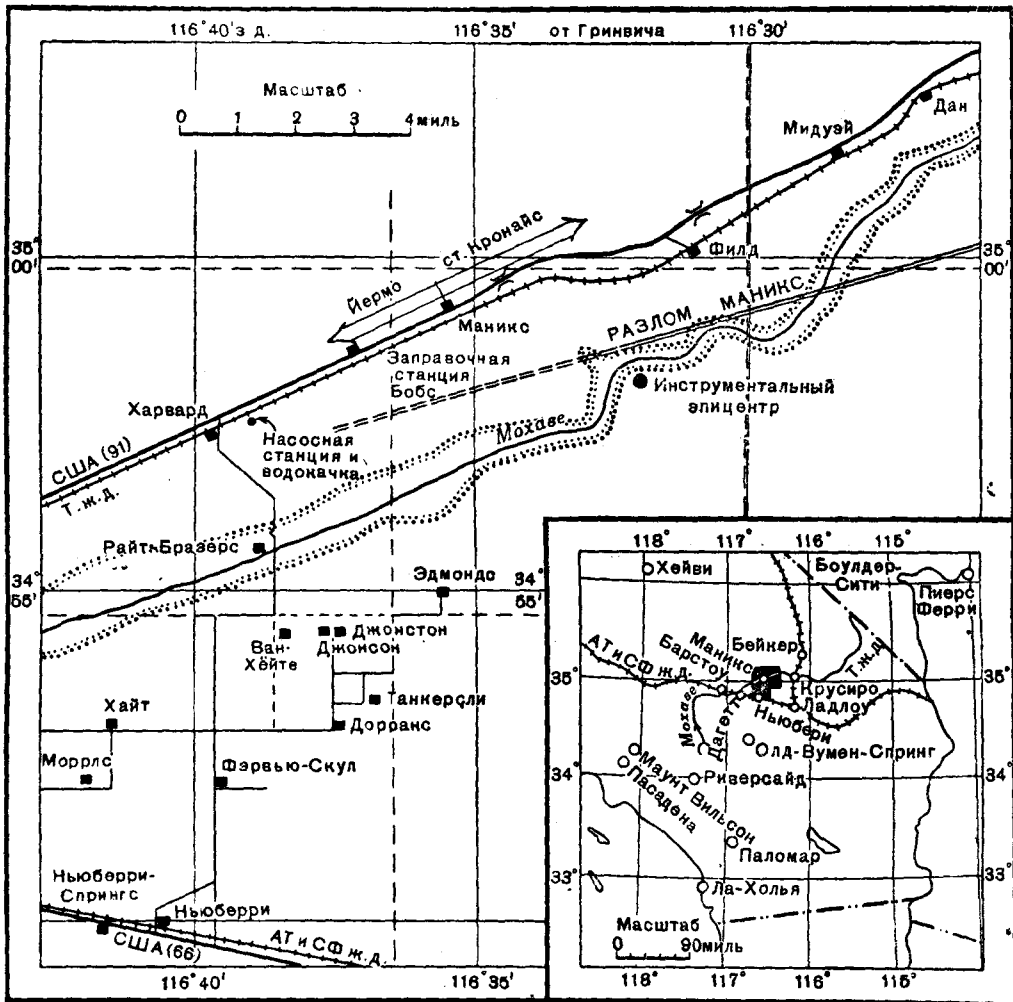 116°40' з д.
116°35'
от Гринвича
116°30'
Масштаб
0 1 2 3 4 миль
Дан
Мидуэй
35°
00'
ст. Кронайс
Йермо
Филд
35°
00'
Маникс
РАЗЛОМ МАНИКС
Заправочная
станция
Бобс
Инструментальный
эпицентр
Харвард
Насосная
станция и
водокачка
Мохаве
США (91)
Т. ж. д.
Райт-Бразерс
Эдмондс
34°
55'
34°
55'
Ван-
Хёйте
Джонстон
Джонсон
Танкерсли
Хайт
Дорранс
Моррлс
Фэрвью-Скул
Ньюберри-
Спрингс
Ньюберри
США (66)
АТ и СФ ж. д.
116°40'
116°35'
118°
117°
116°
115°
Хейви
Боулдер-
Сити
Пиерс
Ферри
Бейкер
Маникс
Барстоу
АТ и СФ ж. д.
Т. ж. д.
35°
35°
Крусиро
Ладлоу
Мохаве
Дагетт
Ньюбери
Олд-Вумен-Спринг
34°
34°
Маунт Вильсон
Пасадена
Риверсайд
Паломар
33°
33°
Ла-Холья
Масштаб
0 90 миль
118°
117°
116°
115°